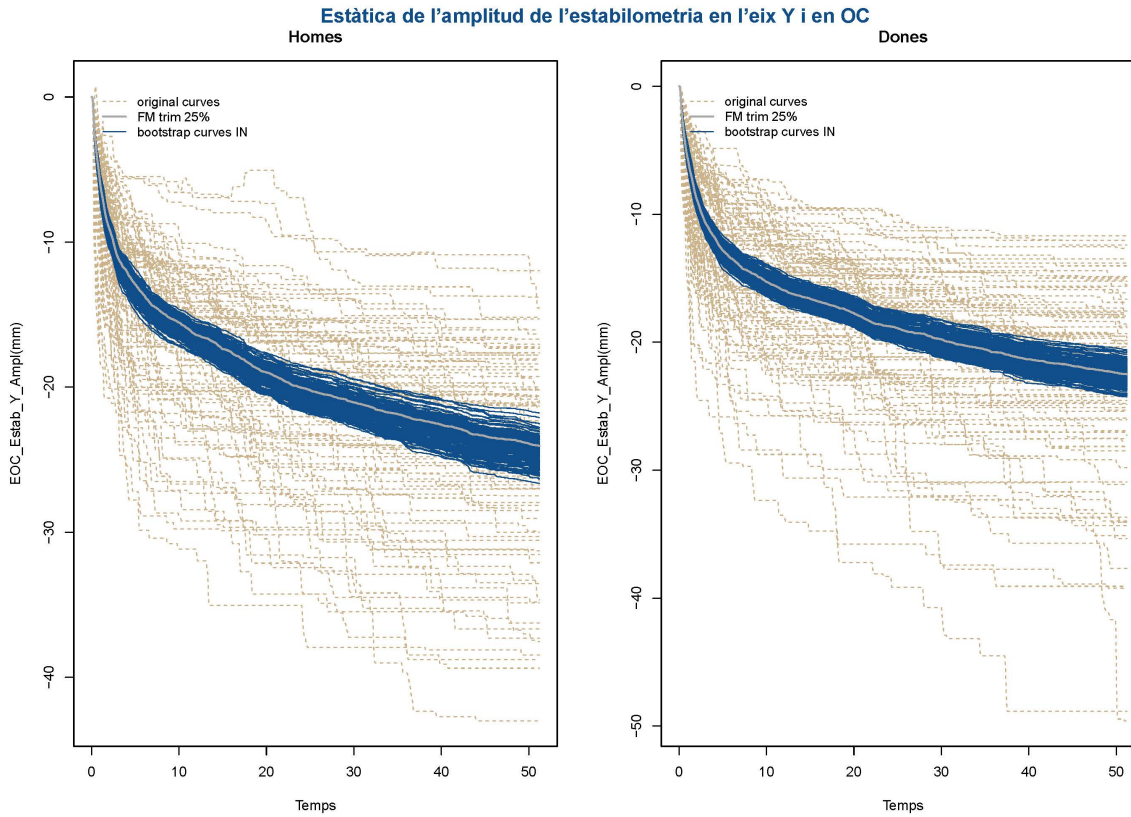 Estàtica de l’amplitud de l’estabilometria en l’eix Y i en OC
Homes
EOC_Estab_Y_Ampl(mm)
0
−10
−20
−30
−40
original curves
FM trim 25%
bootstrap curves IN
0 10 20 30 40 50
Temps
Dones
EOC_Estab_Y_Ampl(mm)
0
−10
−20
−30
−40
−50
original curves
FM trim 25%
bootstrap curves IN
0 10 20 30 40 50
Temps